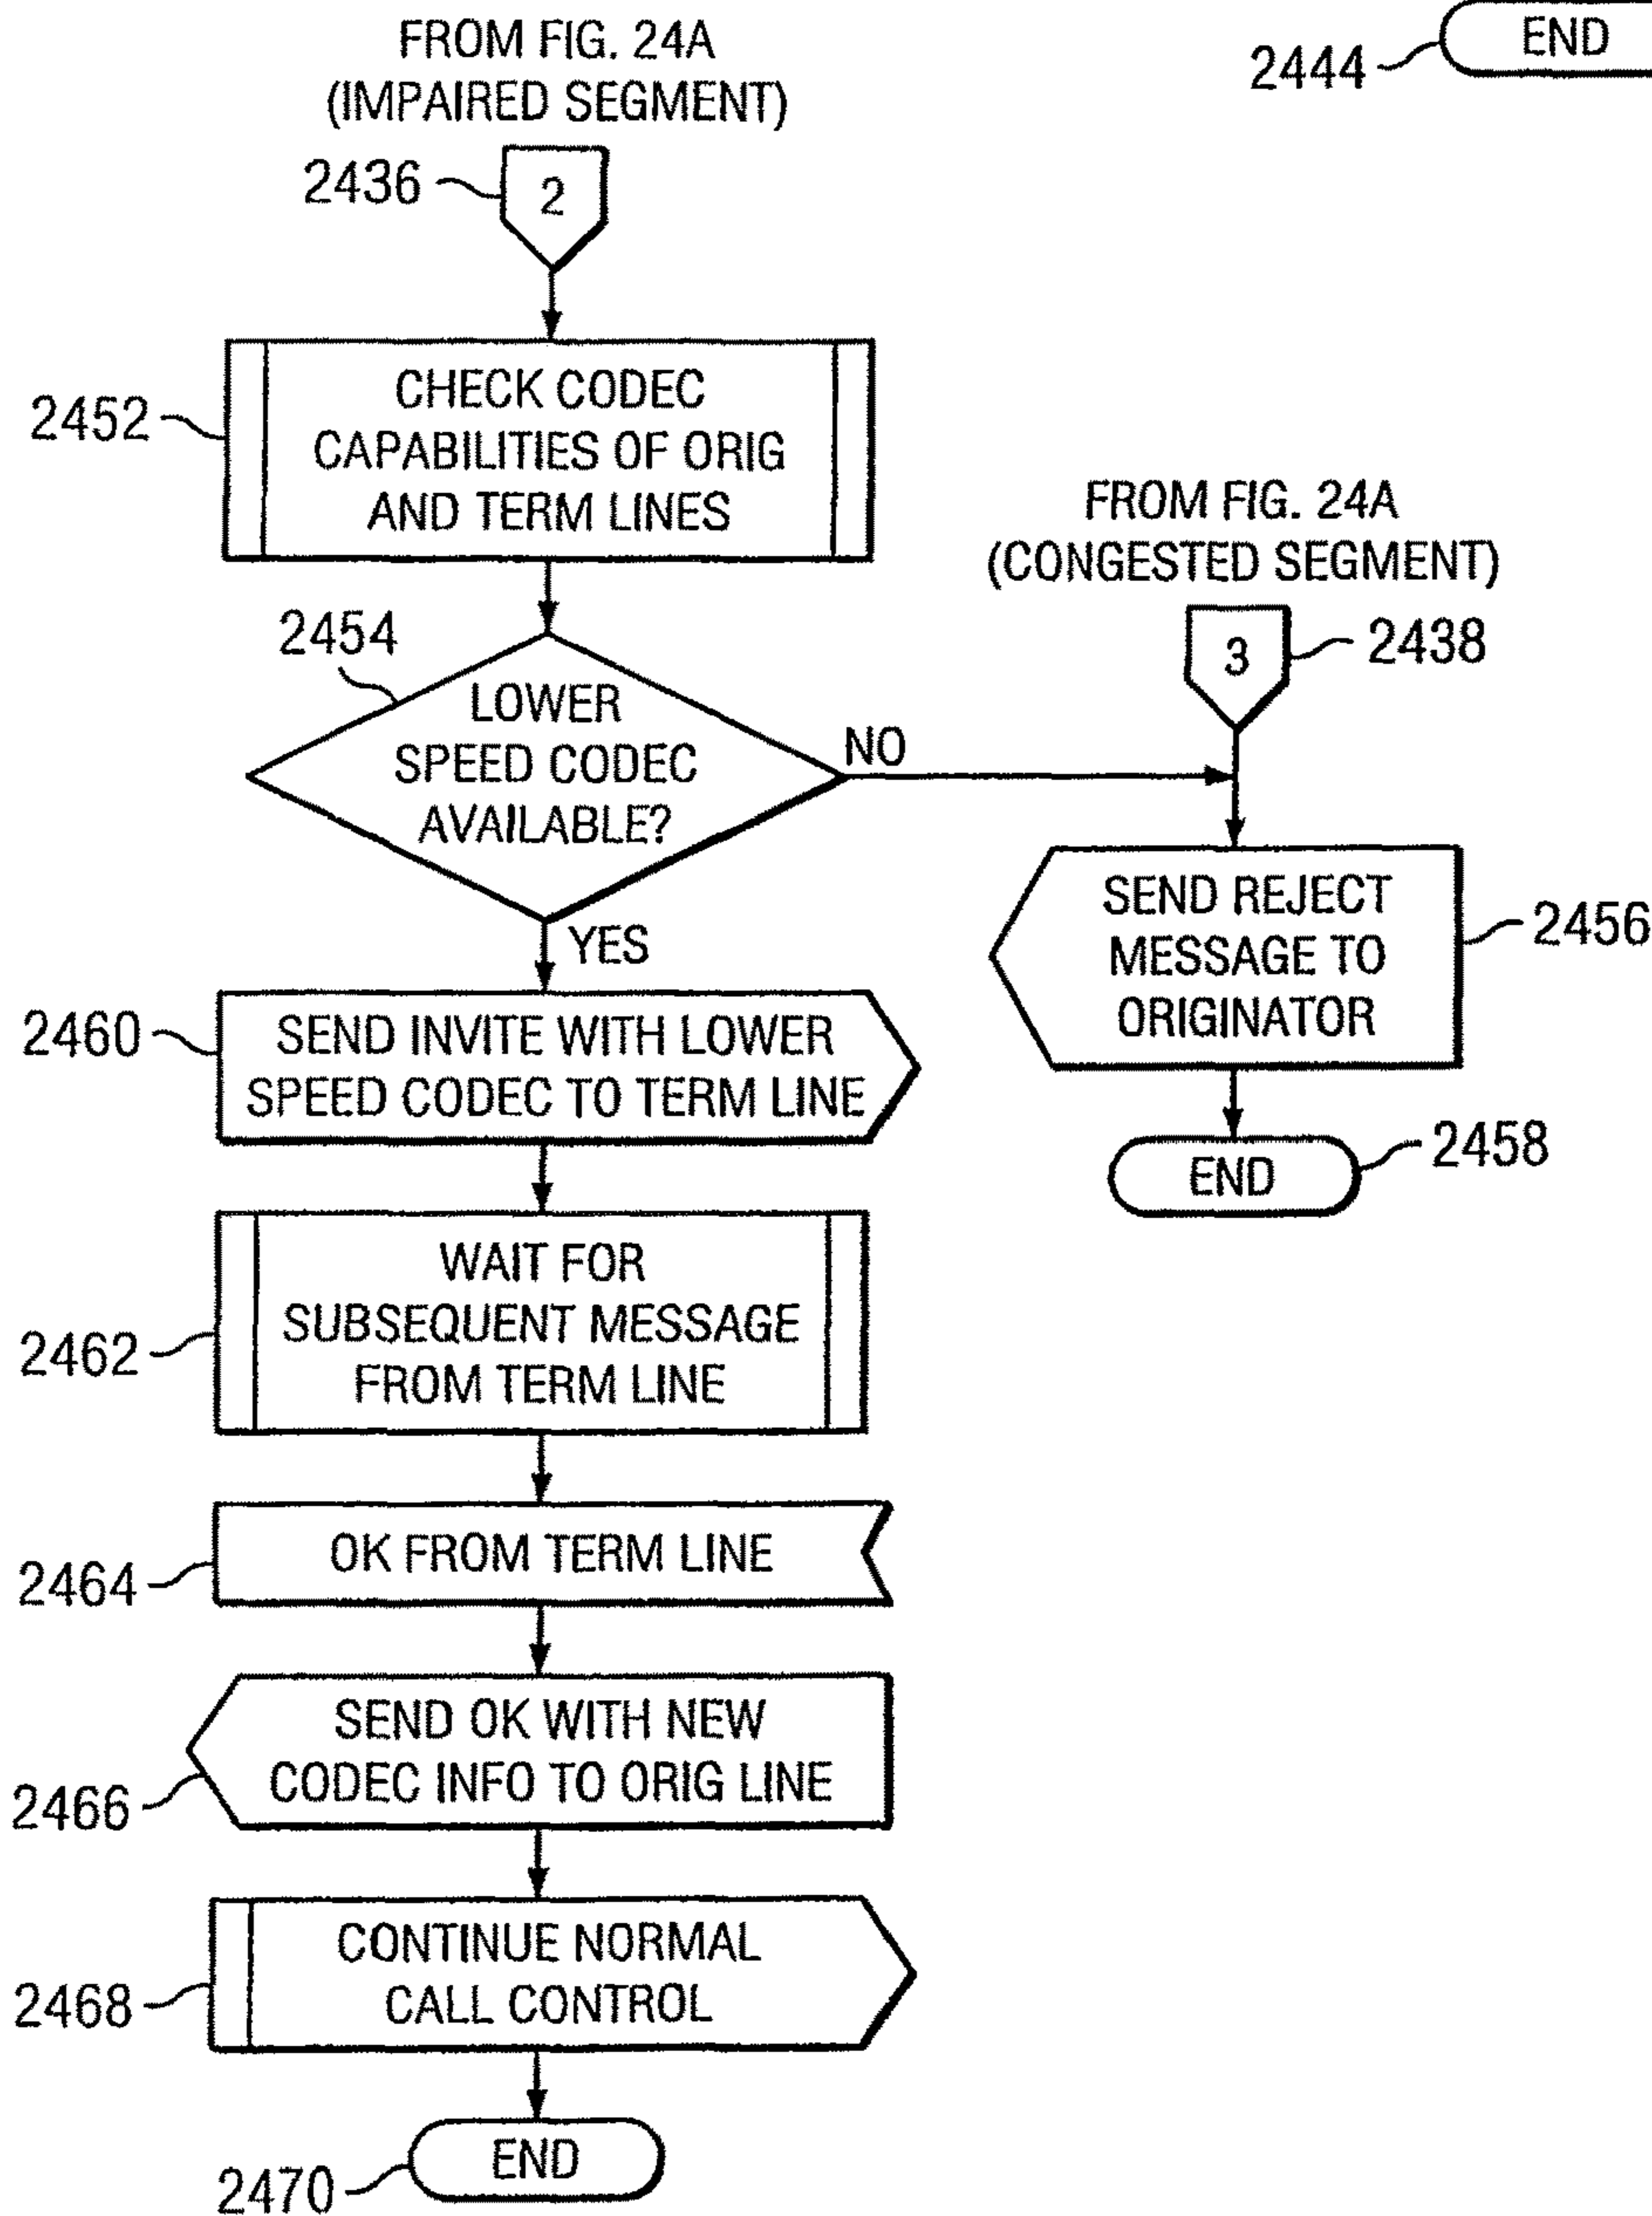 FROM FIG. 24A
(IMPAIRED SEGMENT)
2444
END
2436
2
2452
CHECK CODEC
CAPABILITIES OF ORIG
AND TERM LINES
FROM FIG. 24A
(CONGESTED SEGMENT)
3
2438
2454
LOWER
SPEED CODEC
AVAILABLE?
NO
YES
SEND REJECT
MESSAGE TO
ORIGINATOR
2456
END
2458
2460
SEND INVITE WITH LOWER
SPEED CODEC TO TERM LINE
2462
WAIT FOR
SUBSEQUENT MESSAGE
FROM TERM LINE
2464
OK FROM TERM LINE
2466
SEND OK WITH NEW
CODEC INFO TO ORIG LINE
2468
CONTINUE NORMAL
CALL CONTROL
2470
END